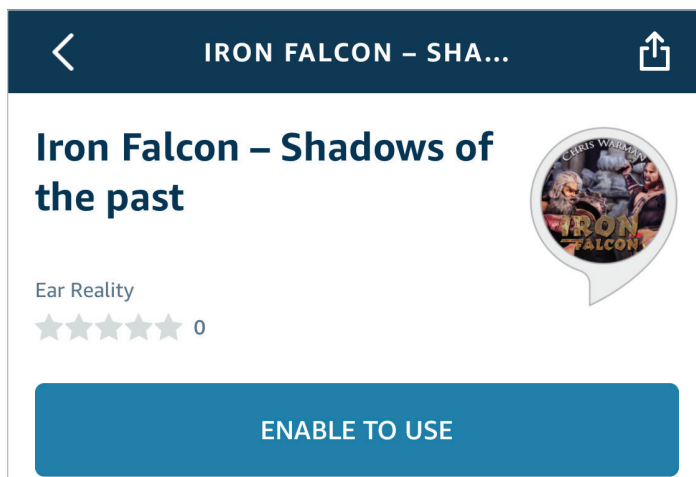 IRON FALCON – SHA...
Iron Falcon – Shadows of
the past
CHRIS WARMAN
IRON
FALCON
Ear Reality
0
ENABLE TO USE